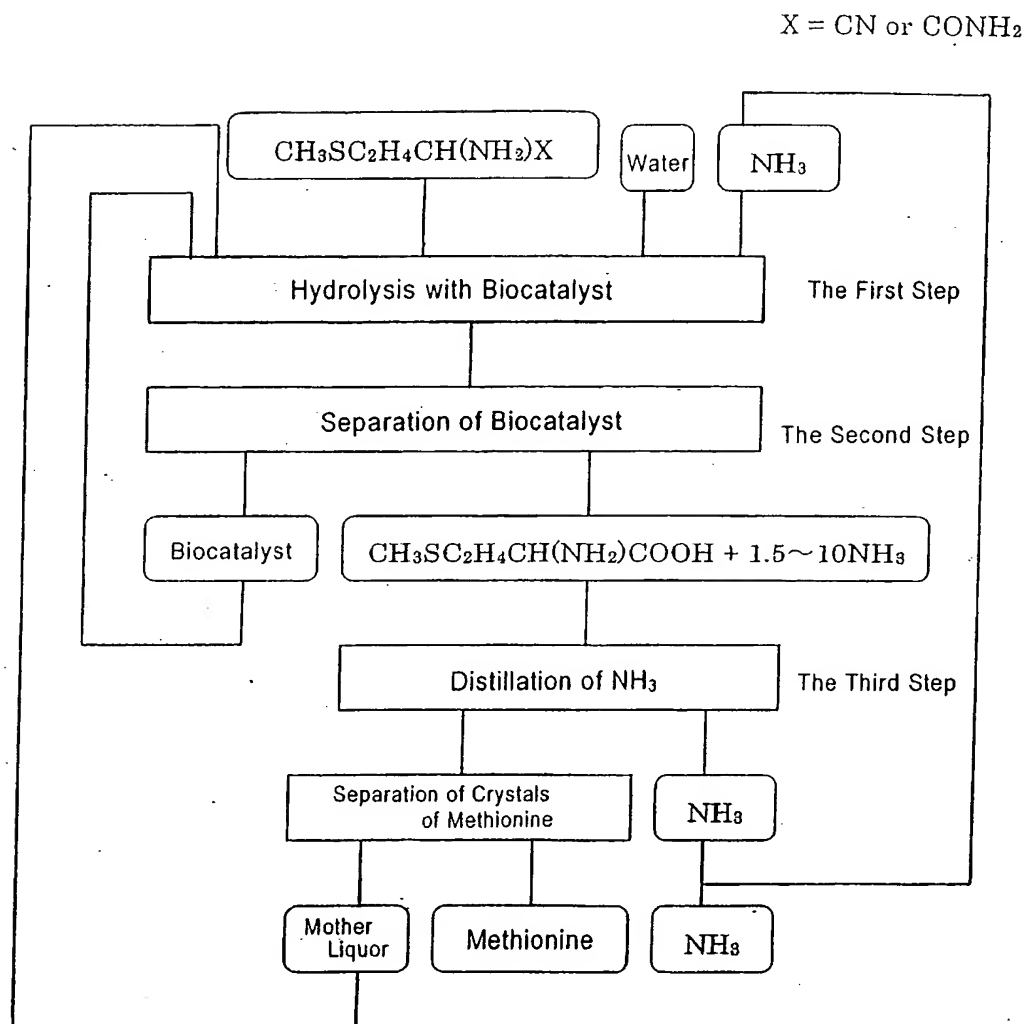 X = CN or CONH₂
CH₃SC₂H₄CH(NH₂)X
Water
NH₃
Hydrolysis with Biocatalyst
The First Step
Separation of Biocatalyst
The Second Step
Biocatalyst
CH₃SC₂H₄CH(NH₂)COOH + 1.5～10NH₃
Distillation of NH₃
The Third Step
Separation of Crystals
of Methionine
NH₃
Mother
Liquor
Methionine
NH₃